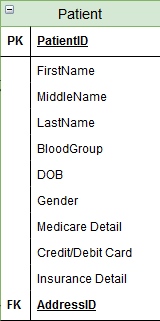 Patient
PK PatientID
FirstName
MiddleName
LastName
BloodGroup
DOB
Gender
Medicare Detail
Credit/Debit Card
Insurance Detail
FK AddressID